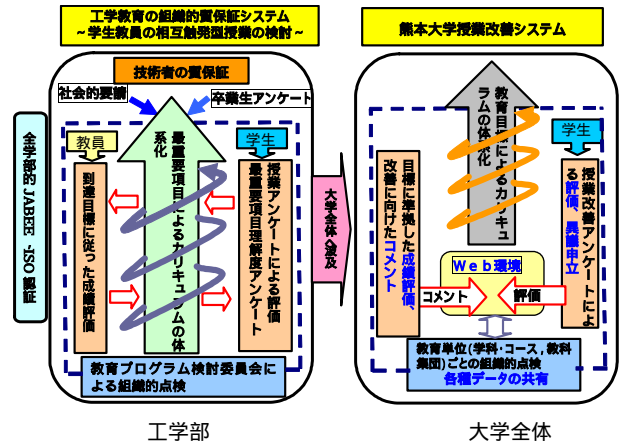 工学教育の組織的質保証システム
～学生教員の相互触発型授業の検討～
技術者の質保証
社会的要請
卒業生アンケート
全学部的 JABEE -ISO 認証
教員
学生
到達目標に従った成績評価
最重要項目によるカリキュラムの体
系化
授業アンケートによる評価
最重要項目理解度アンケート
教育プログラム検討委員会に
よる組織的点検
工学部
大学全体へ波及
熊本大学授業改善システム
教育目標によるカリキュ
ラムの体系化
学生
目標に準拠した成績評価、
改善に向けたコメント
授業改善アンケートによ
る評価、異議申立
Web環境
コメント
評価
教育単位(学科・コース,教科
集団)ごとの組織的点検
各種データの共有
大学全体